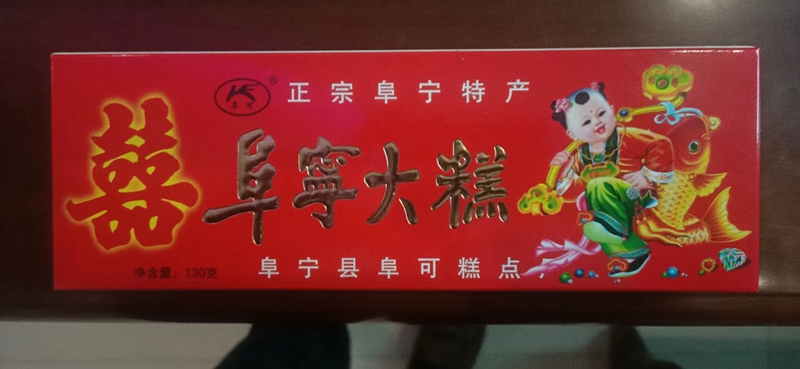 正宗阜宁特产
囍
阜寧大糕
净含量：130克
阜宁县阜可糕点